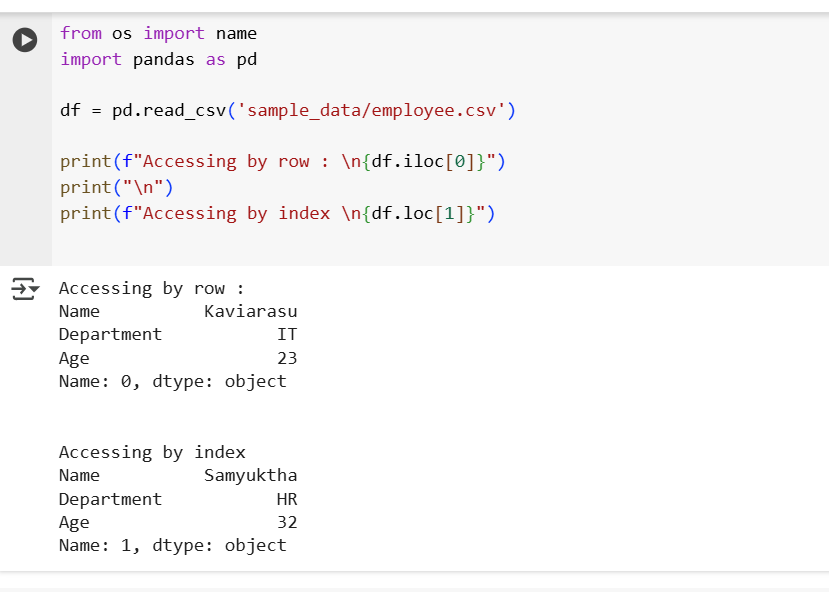 from os import name
import pandas as pd
df = pd.read_csv('sample_data/employee.csv')
print(f"Accessing by row : \n{df.iloc[0]}")
print("\n")
print(f"Accessing by index \n{df.loc[1]}")
Accessing by row :
Name          Kaviarasu
Department           IT
Age                  23
Name: 0, dtype: object
Accessing by index
Name          Samyuktha
Department           HR
Age                  32
Name: 1, dtype: object